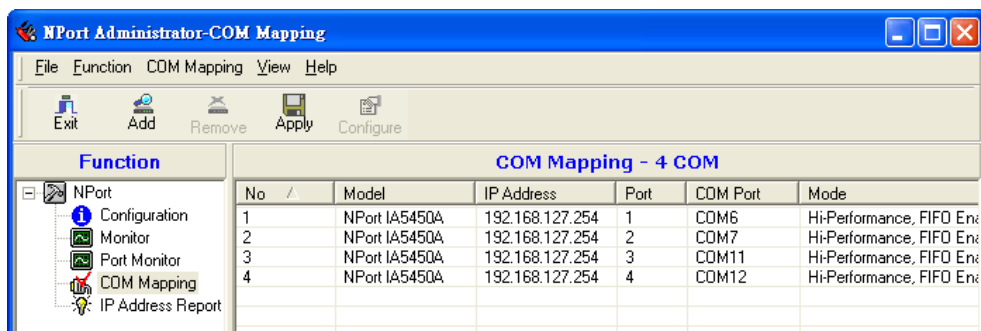 NPort Administrator-COM Mapping
File Function COM Mapping View Help
Exit Add Remove Apply Configure
Function
COM Mapping - 4 COM
NPort
Configuration
Monitor
Port Monitor
COM Mapping
IP Address Report
No Model IP Address Port COM Port Mode
1 NPort IA5450A 192.168.127.254 1 COM6 Hi-Performance, FIFO Ena
2 NPort IA5450A 192.168.127.254 2 COM7 Hi-Performance, FIFO Ena
3 NPort IA5450A 192.168.127.254 3 COM11 Hi-Performance, FIFO Ena
4 NPort IA5450A 192.168.127.254 4 COM12 Hi-Performance, FIFO Ena